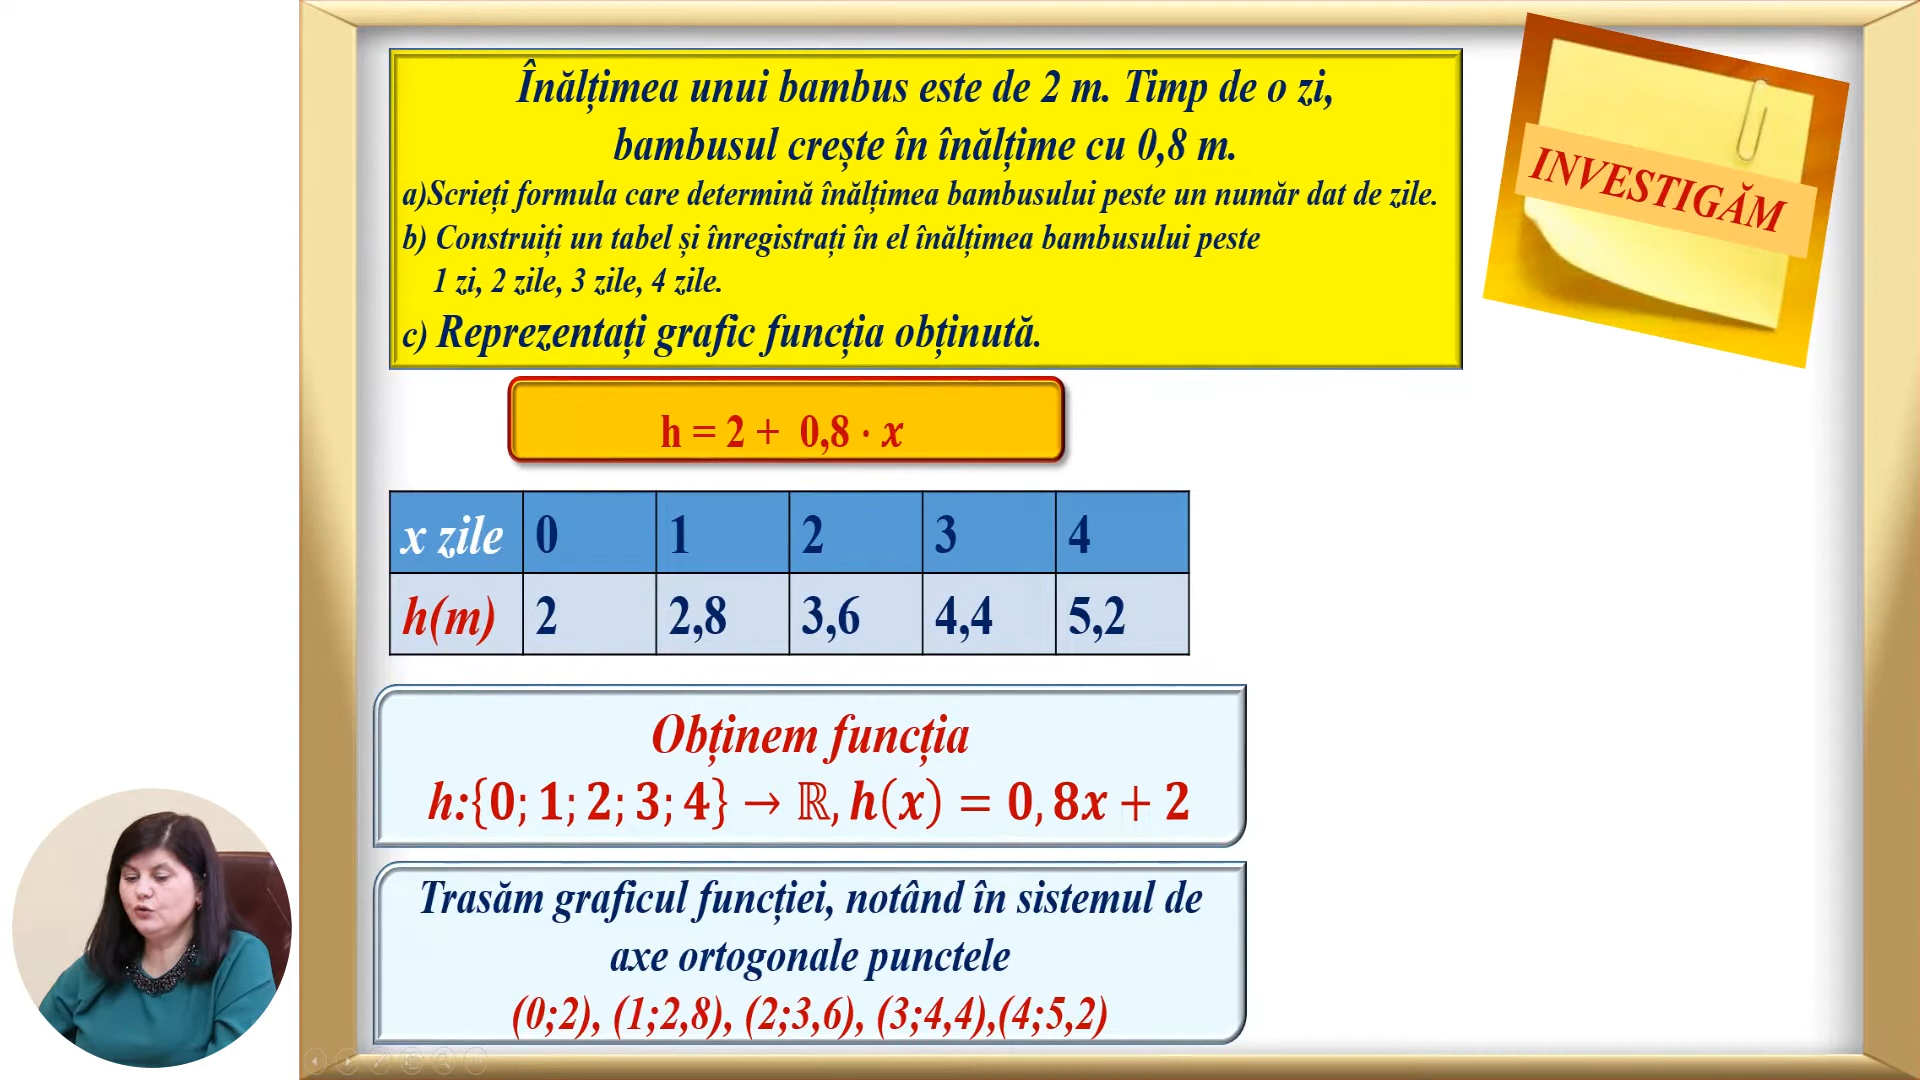 Înălțimea unui bambus este de 2 m. Timp de o zi,
bambusul crește în înălțime cu 0,8 m.
a)Scrieți formula care determină înălțimea bambusului peste un număr dat de zile.
b) Construiți un tabel și înregistrați în el înălțimea bambusului peste
1 zi, 2 zile, 3 zile, 4 zile.
c) Reprezentați grafic funcția obținută.
INVESTIGĂM
h = 2 + 0,8 · x
x zile 0 1 2 3 4
h(m) 2 2,8 3,6 4,4 5,2
Obținem funcția
h:{0; 1; 2; 3; 4} → ℝ, h(x) = 0, 8x + 2
Trasăm graficul funcției, notând în sistemul de
axe ortogonale punctele
(0;2), (1;2,8), (2;3,6), (3;4,4),(4;5,2)